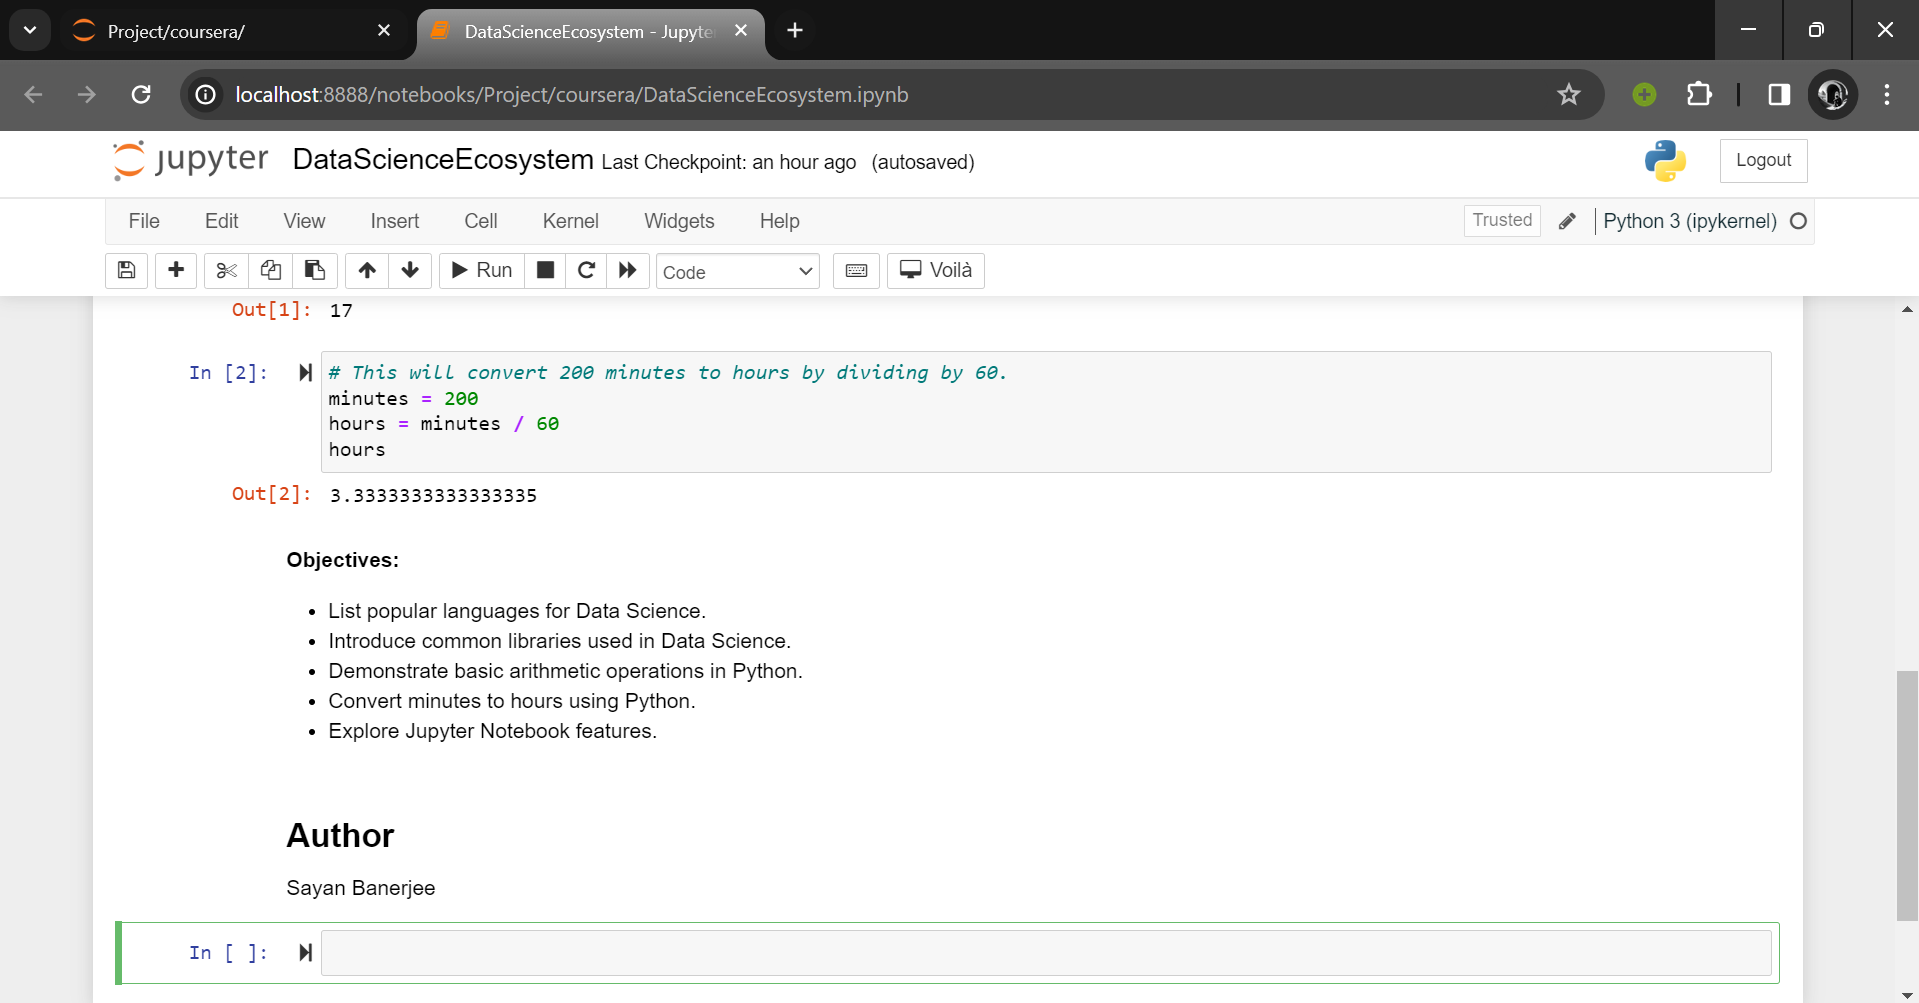 Project/coursera/
DataScienceEcosystem - Jupyte
localhost:8888/notebooks/Project/coursera/DataScienceEcosystem.ipynb
jupyter DataScienceEcosystem Last Checkpoint: an hour ago (autosaved)
Logout
File Edit View Insert Cell Kernel Widgets Help
Trusted Python 3 (ipykernel)
Run Code Voilà
Out[1]: 17
In [2]: # This will convert 200 minutes to hours by dividing by 60.
minutes = 200
hours = minutes / 60
hours
Out[2]: 3.3333333333333335
Objectives:
• List popular languages for Data Science.
• Introduce common libraries used in Data Science.
• Demonstrate basic arithmetic operations in Python.
• Convert minutes to hours using Python.
• Explore Jupyter Notebook features.
Author
Sayan Banerjee
In [ ]: